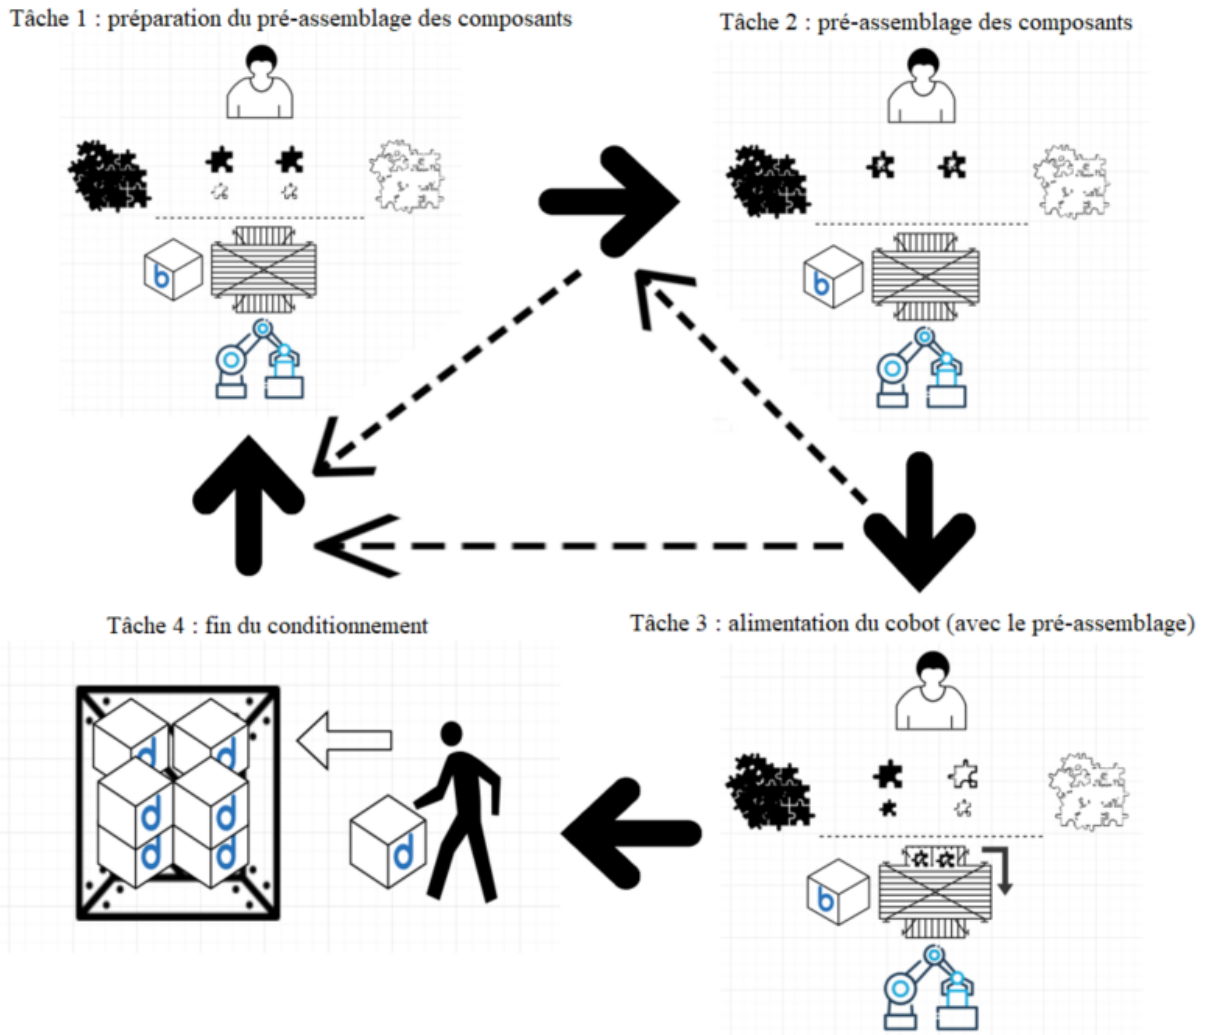 Tâche 1 : préparation du pré-assemblage des composants
Tâche 2 : pré-assemblage des composants
b
b
Tâche 4 : fin du conditionnement
Tâche 3 : alimentation du cobot (avec le pré-assemblage)
d
d
d
d
d
d
d
b